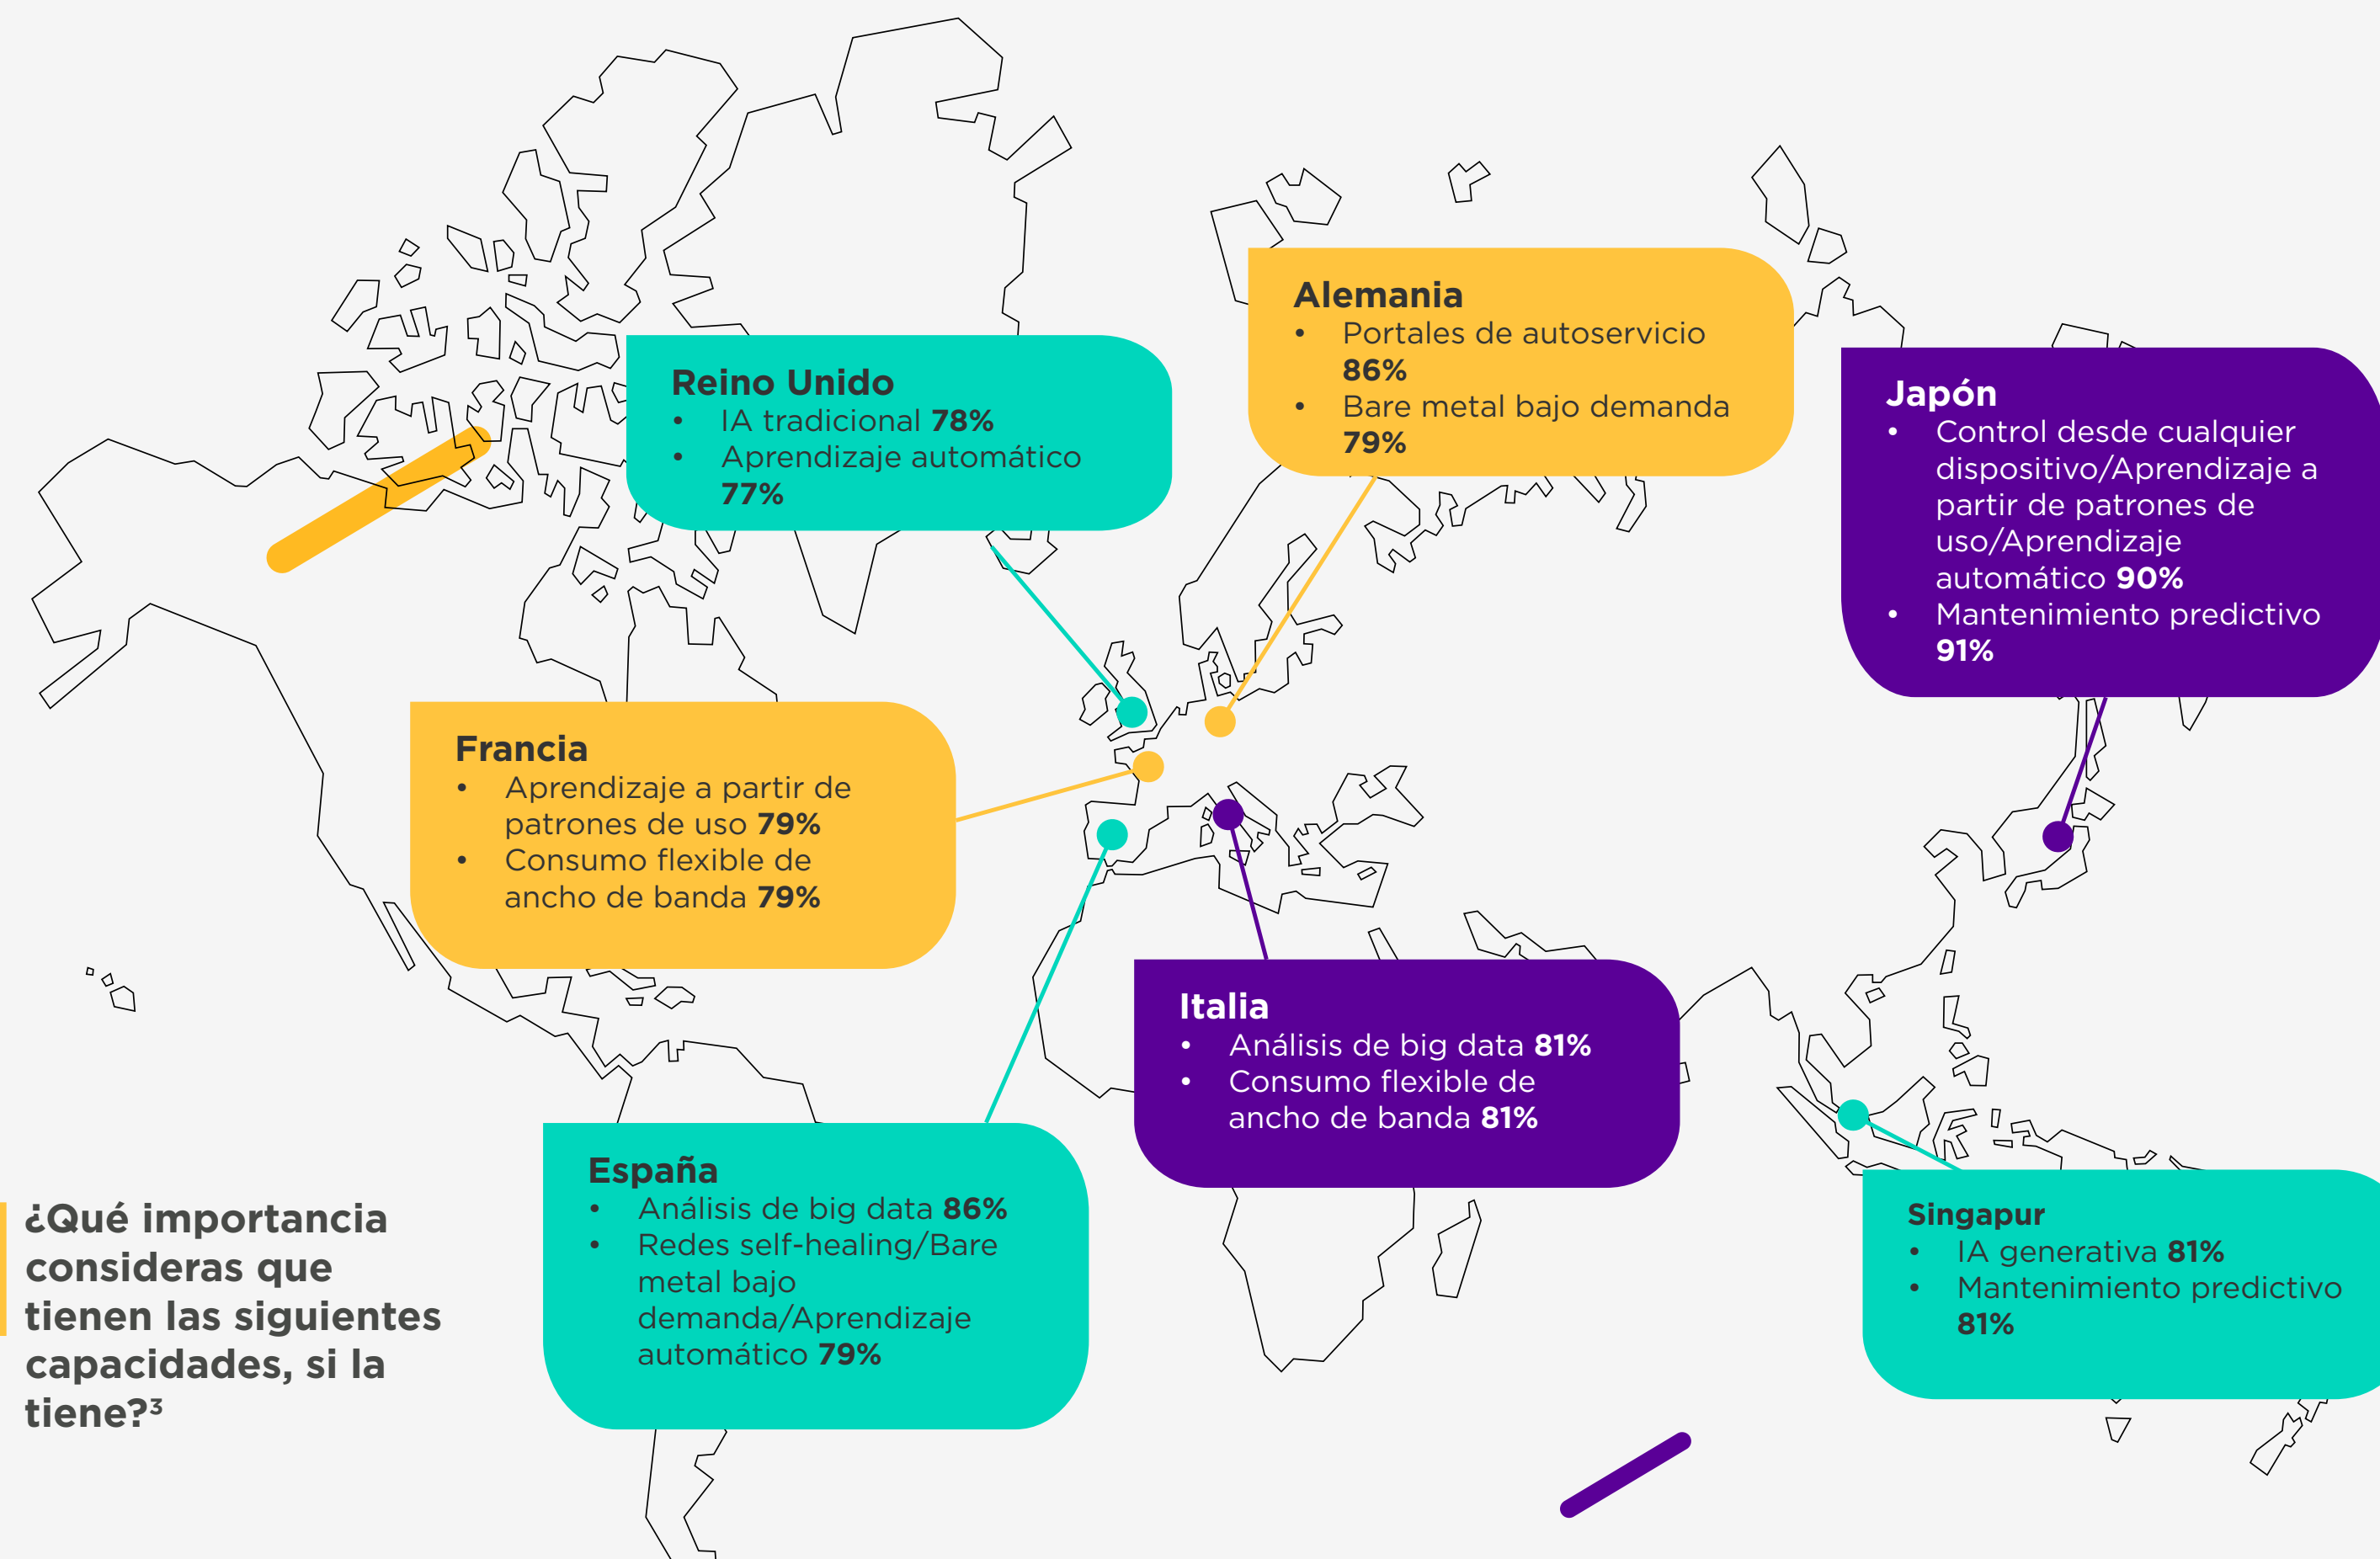 Alemania
• Portales de autoservicio
86%
• Bare metal bajo demanda
79%
Reino Unido
• IA tradicional 78%
• Aprendizaje automático
77%
Japón
• Control desde cualquier
dispositivo/Aprendizaje a
partir de patrones de
uso/Aprendizaje
automático 90%
• Mantenimiento predictivo
91%
Francia
• Aprendizaje a partir de
patrones de uso 79%
• Consumo flexible de
ancho de banda 79%
Italia
• Análisis de big data 81%
• Consumo flexible de
ancho de banda 81%
España
• Análisis de big data 86%
• Redes self-healing/Bare
metal bajo
demanda/Aprendizaje
automático 79%
Singapur
• IA generativa 81%
• Mantenimiento predictivo
81%
¿Qué importancia
consideras que
tienen las siguientes
capacidades, si la
tiene?³